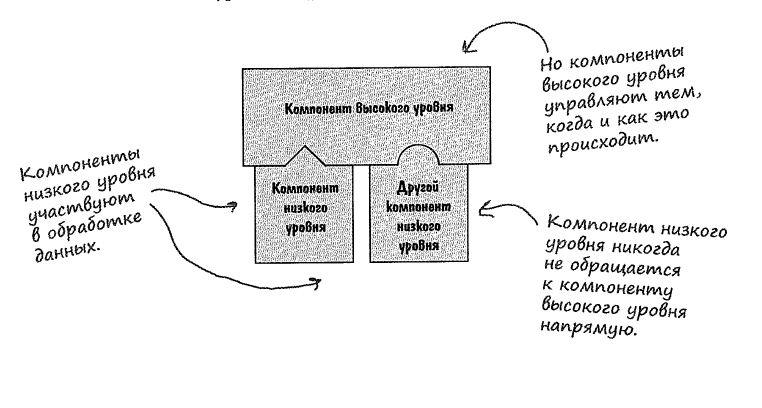 Но компоненты
высокого уровня
управляют тем,
когда и как это
происходит.
Компонент высокого уровня
Компоненты
низкого уровня
участвуют
в обработке
данных.
Компонент
низкого
уровня
Другой
компонент
низкого
уровня
Компонент низкого
уровня никогда
не обращается
к компоненту
высокого уровня
напрямую.